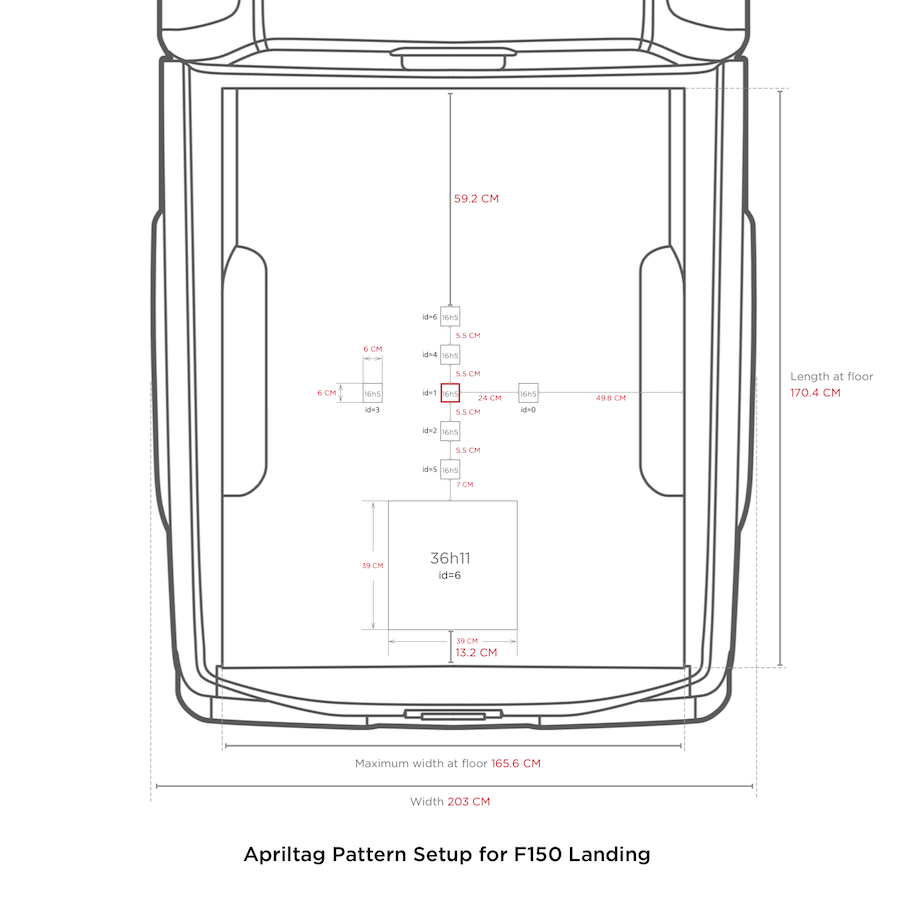 59.2 CM
id=6 16h5
5.5 CM
id=4 16h5
5.5 CM
6 CM
6 CM 16h5
id=3
id=1 16h5
24 CM
16h5
id=0
49.8 CM
5.5 CM
id=2 16h5
5.5 CM
id=5 16h5
7 CM
Length at floor
170.4 CM
36h11
id=6
39 CM
39 CM
13.2 CM
Maximum width at floor 165.6 CM
Width 203 CM
Apriltag Pattern Setup for F150 Landing